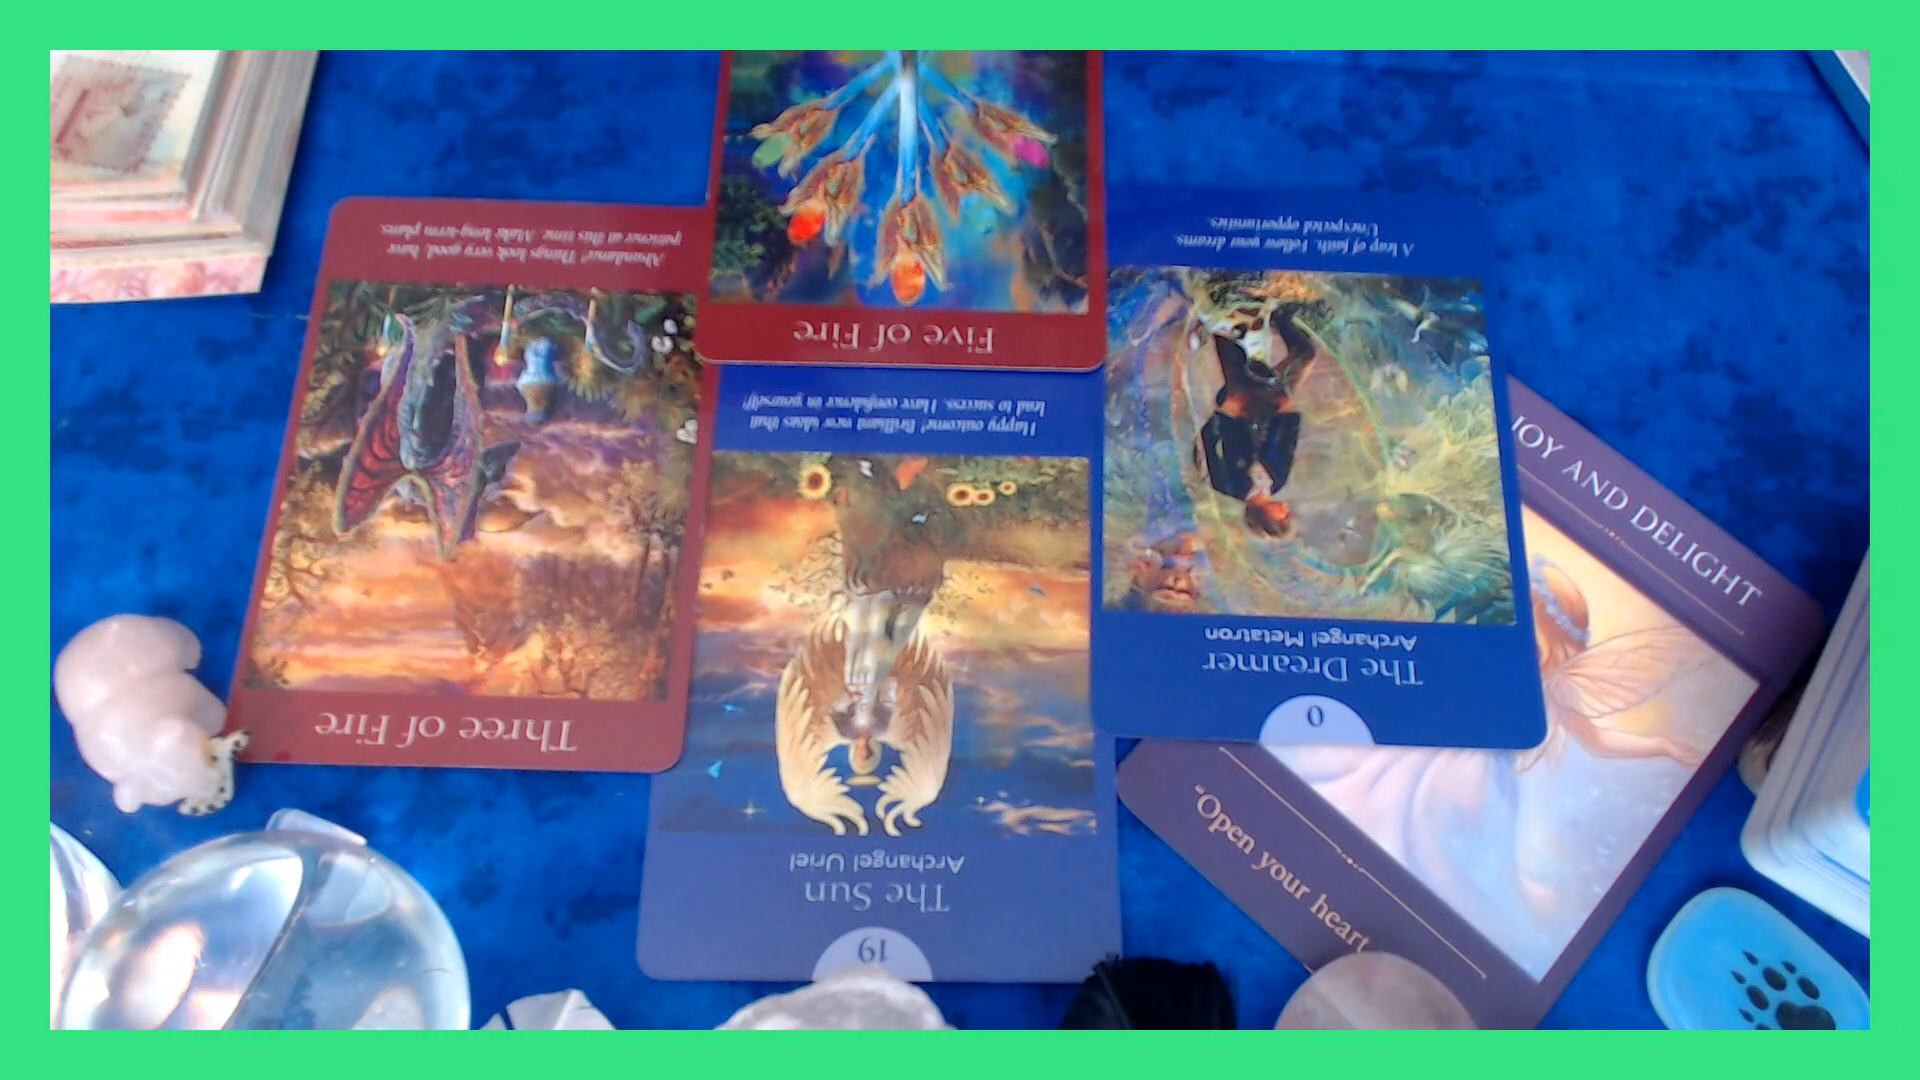 Five of Fire
Three of Fire
Abundance! Things look very good, have
patience at this time. Make long-term plans.
19
The Sun
Archangel Uriel
Happy outcome! Brilliant new ideas that
lead to success. Have confidence in yourself!
0
The Dreamer
Archangel Metatron
A leap of faith. Follow your dreams.
Unexpected opportunities.
JOY AND DELIGHT
"Open your heart